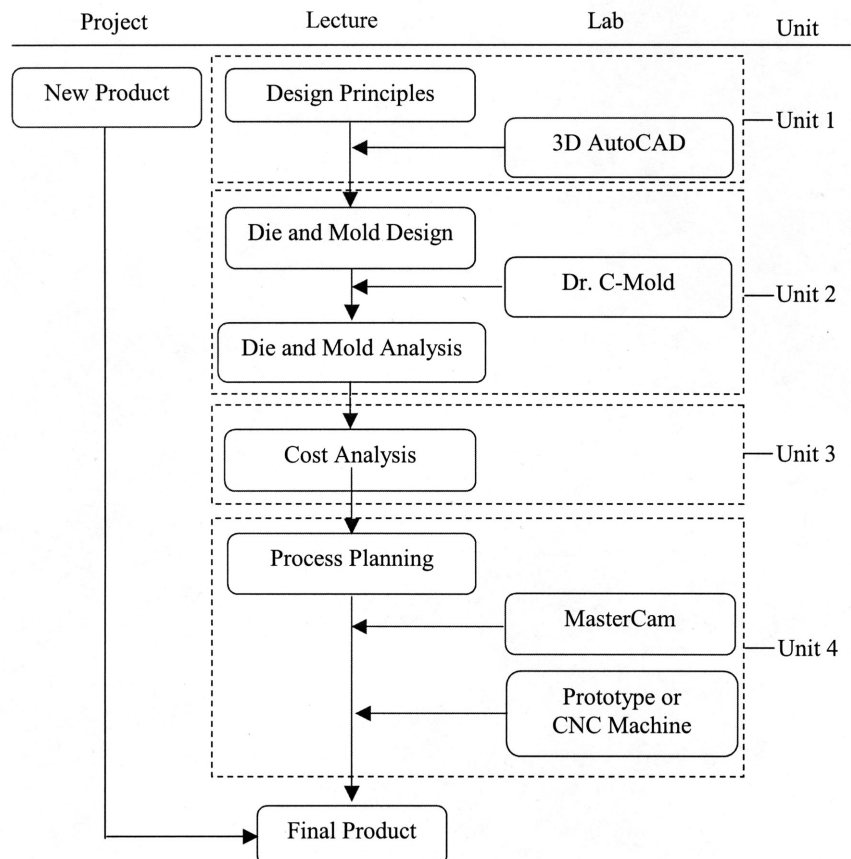 Project
Lecture
Lab
Unit
New Product
Design Principles
3D AutoCAD
Unit 1
Die and Mold Design
Dr. C-Mold
Unit 2
Die and Mold Analysis
Cost Analysis
Unit 3
Process Planning
MasterCam
Unit 4
Prototype or
CNC Machine
Final Product